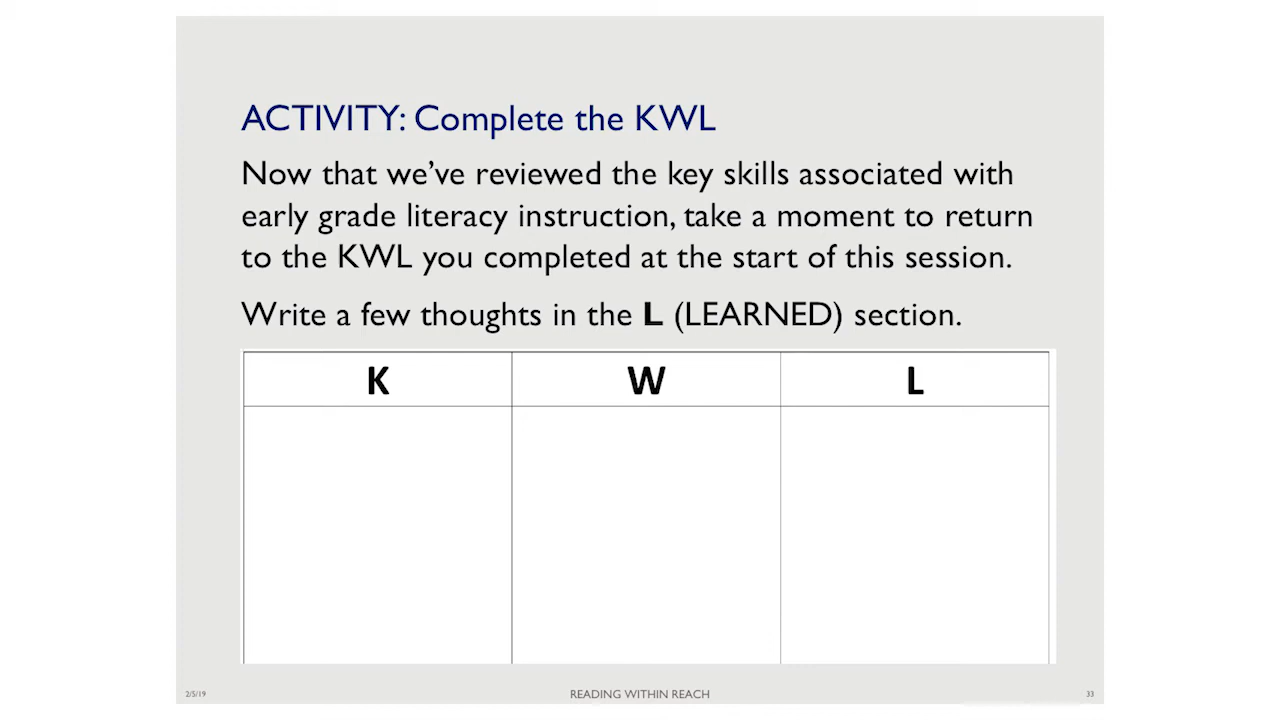 ACTIVITY: Complete the KWL
Now that we’ve reviewed the key skills associated with
early grade literacy instruction, take a moment to return
to the KWL you completed at the start of this session.
Write a few thoughts in the L (LEARNED) section.
K W L
2/5/19 READING WITHIN REACH 33